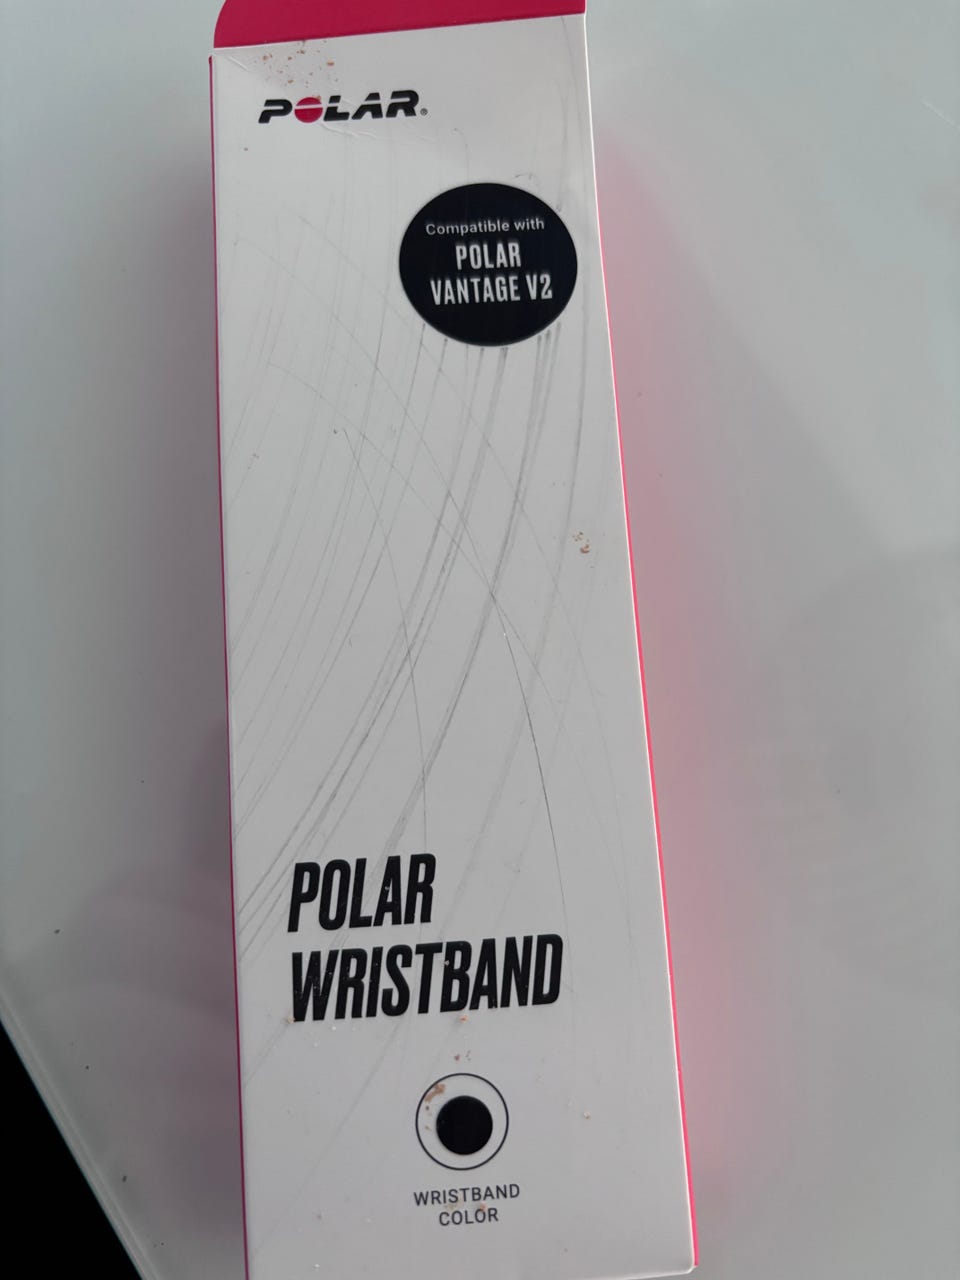 POLAR®
Compatible with
POLAR
VANTAGE V2
POLAR
WRISTBAND
WRISTBAND
COLOR